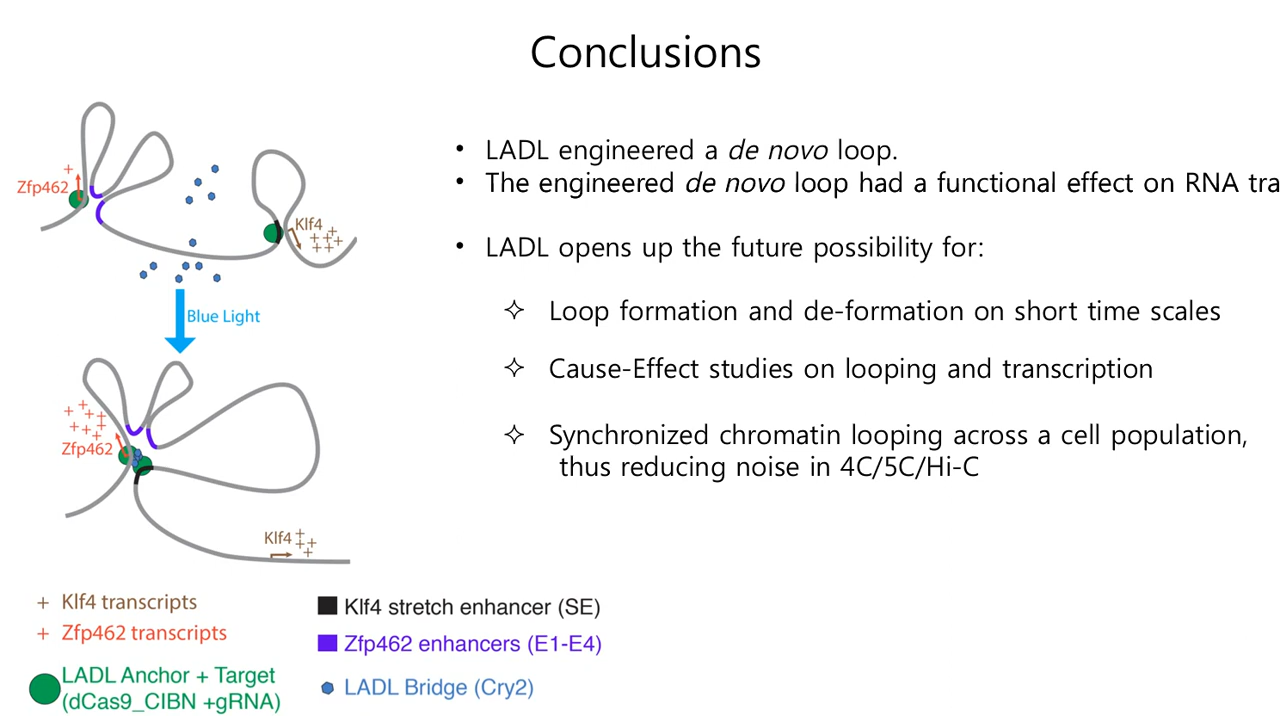 Conclusions
• LADL engineered a de novo loop.
• The engineered de novo loop had a functional effect on RNA tra
• LADL opens up the future possibility for:
✧ Loop formation and de-formation on short time scales
✧ Cause-Effect studies on looping and transcription
✧ Synchronized chromatin looping across a cell population,
thus reducing noise in 4C/5C/Hi-C
Zfp462
Klf4
Blue Light
Zfp462
Klf4
+ Klf4 transcripts
+ Zfp462 transcripts
LADL Anchor + Target
(dCas9_CIBN +gRNA)
Klf4 stretch enhancer (SE)
Zfp462 enhancers (E1-E4)
LADL Bridge (Cry2)